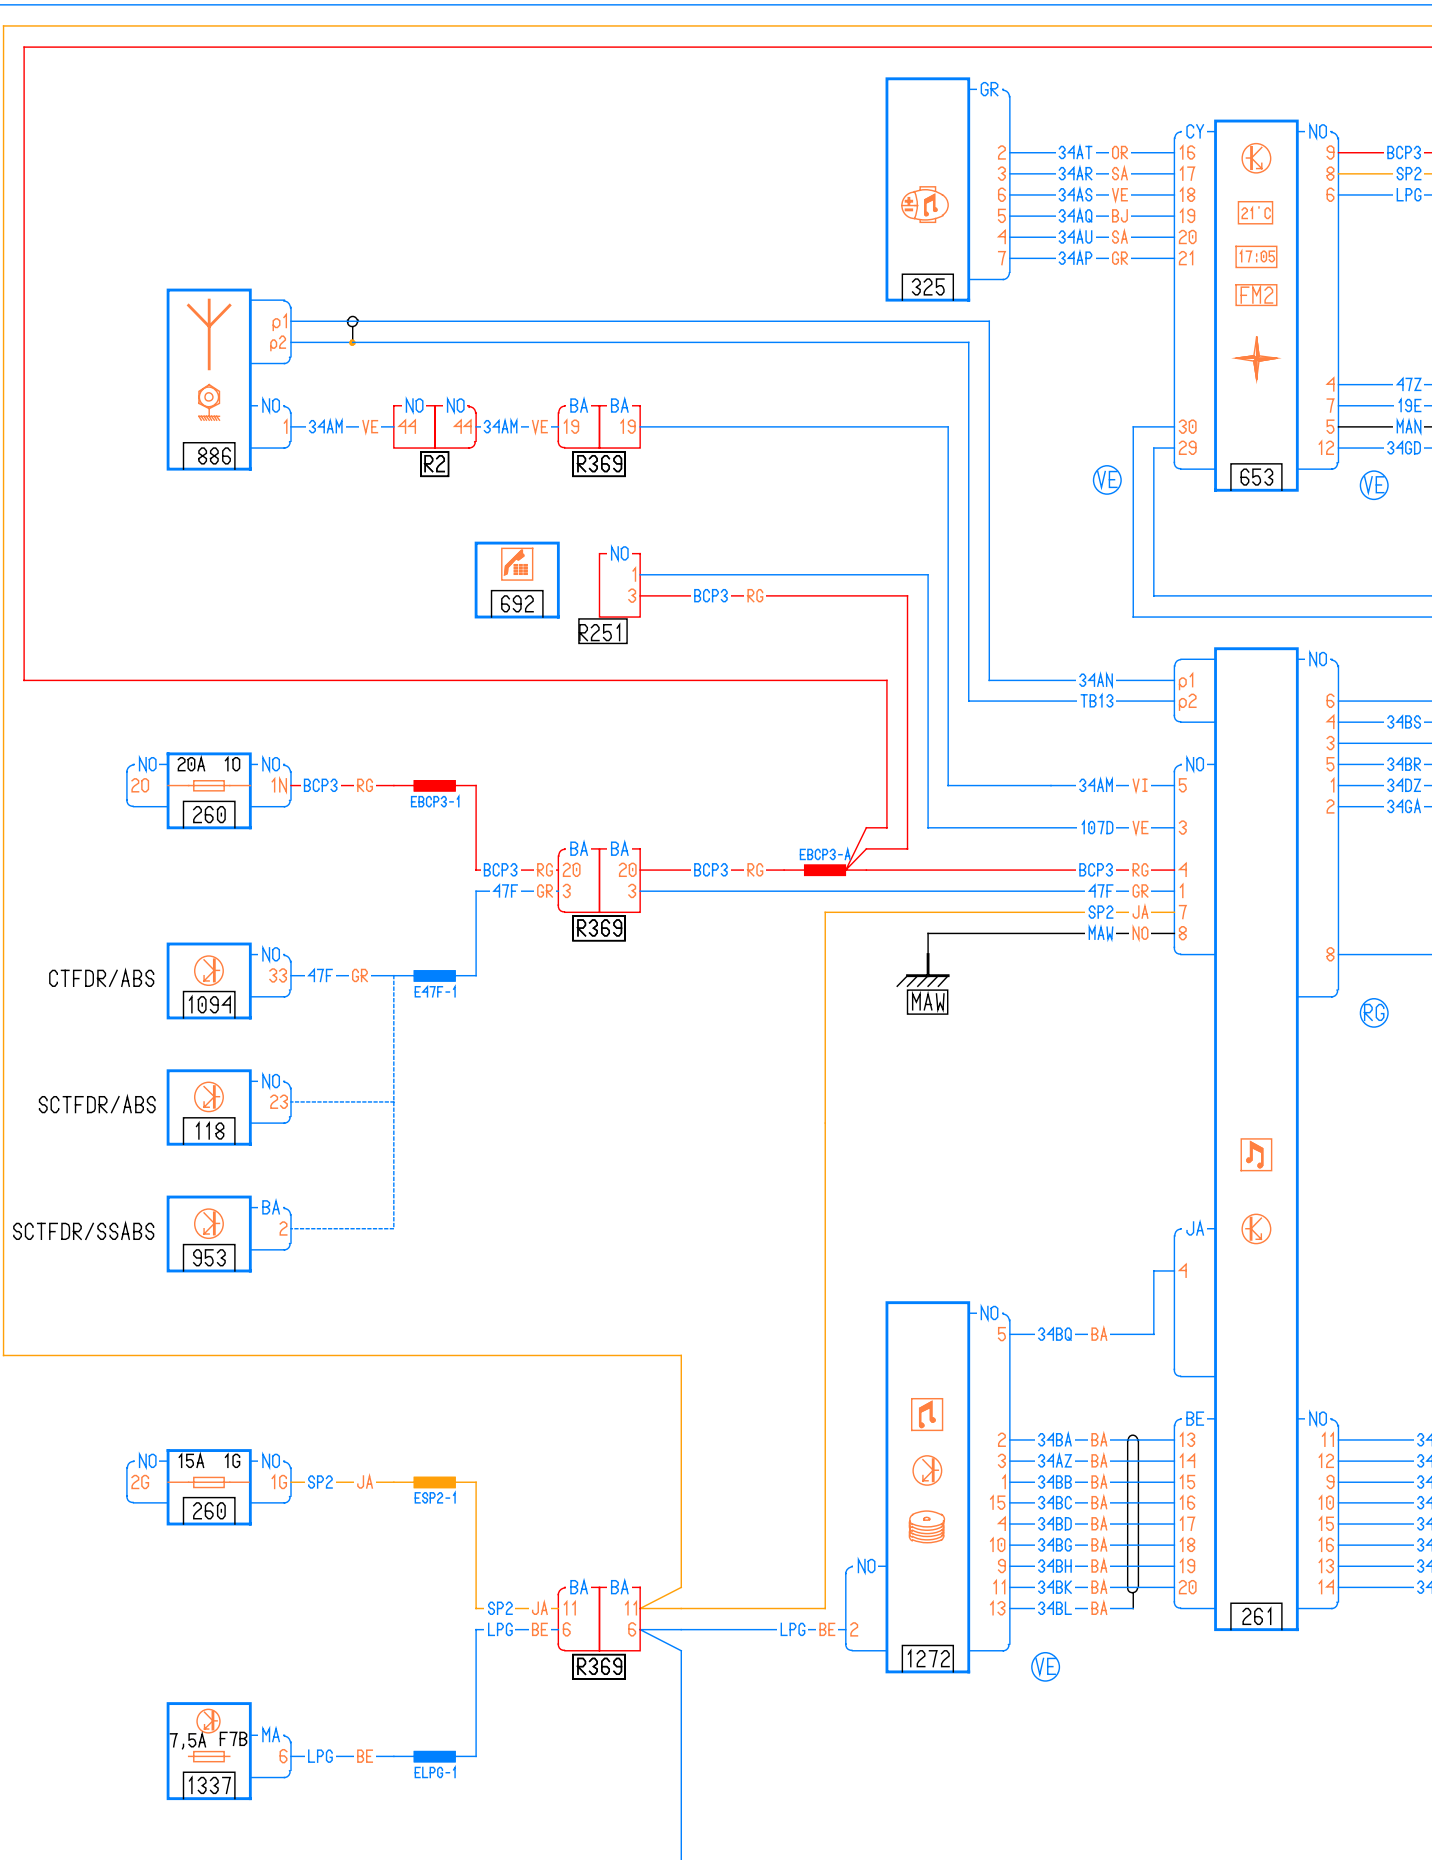 GR
CY NO
2 34AT OR 16 9 BCP3
3 34AR SA 17 8 SP2
6 34AS VE 18 6 LPG
5 34AQ BJ 19 21°C
4 34AU SA 20
7 34AP GR 21 17:05
325 FM2
p1
p2
4 47Z
NO 7 19E
1 34AM VE NO NO 44 44 34AM VE BA BA 19 19 30 5 MAN
886 R2 R369 29 12 34GD
VE 653 VE
NO
1
692 3 BCP3 RG
R251
NO
34AN p1
TB13 p2 6
4 34BS
3
NO 20A 10 NO NO 5 34BR
20 1N BCP3 RG 34AM VI 5 1 34DZ
EBCP3-1 2 34GA
260
107D VE 3
BA BA EBCP3-A
BCP3 RG 20 20 BCP3 RG BCP3 RG 4
47F GR 3 3 47F GR 1
SP2 JA 7
R369 MAW NO 8
NO 8
CTFDR/ABS 33 47F GR
E47F-1
1094 MAW RG
NO
SCTFDR/ABS 23
118
BA
SCTFDR/SSABS 2 JA
953
4
NO
5 34BQ BA
BE NO
2 34BA BA 13 11 34
NO 15A 1G NO 3 34AZ BA 14 12 34
2G 1G SP2 JA 1 34BB BA 15 9 34
ESP2-1
260 15 34BC BA 16 10 34
4 34BD BA 17 15 34
10 34BG BA 18 16 34
NO 9 34BH BA 19 13 34
BA BA 11 34BK BA 20 14 34
SP2 JA 11 11 13 34BL BA
LPG BE 6 6 LPG BE 2 261
R369 1272 VE
7,5A F7B MA
6 LPG BE
ELPG-1
1337